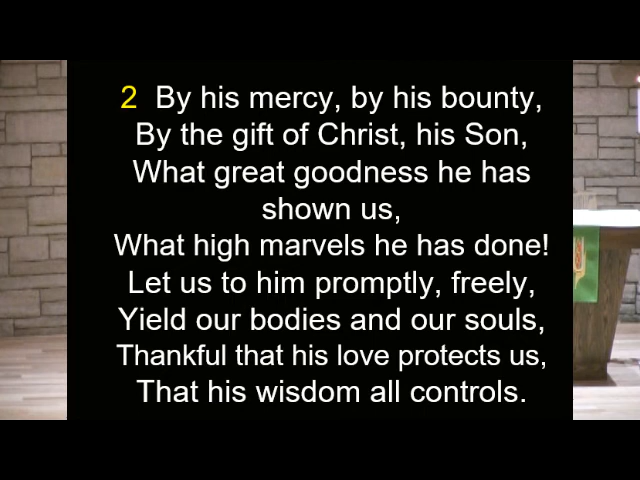 2 By his mercy, by his bounty,
By the gift of Christ, his Son,
What great goodness he has
shown us,
What high marvels he has done!
Let us to him promptly, freely,
Yield our bodies and our souls,
Thankful that his love protects us,
That his wisdom all controls.